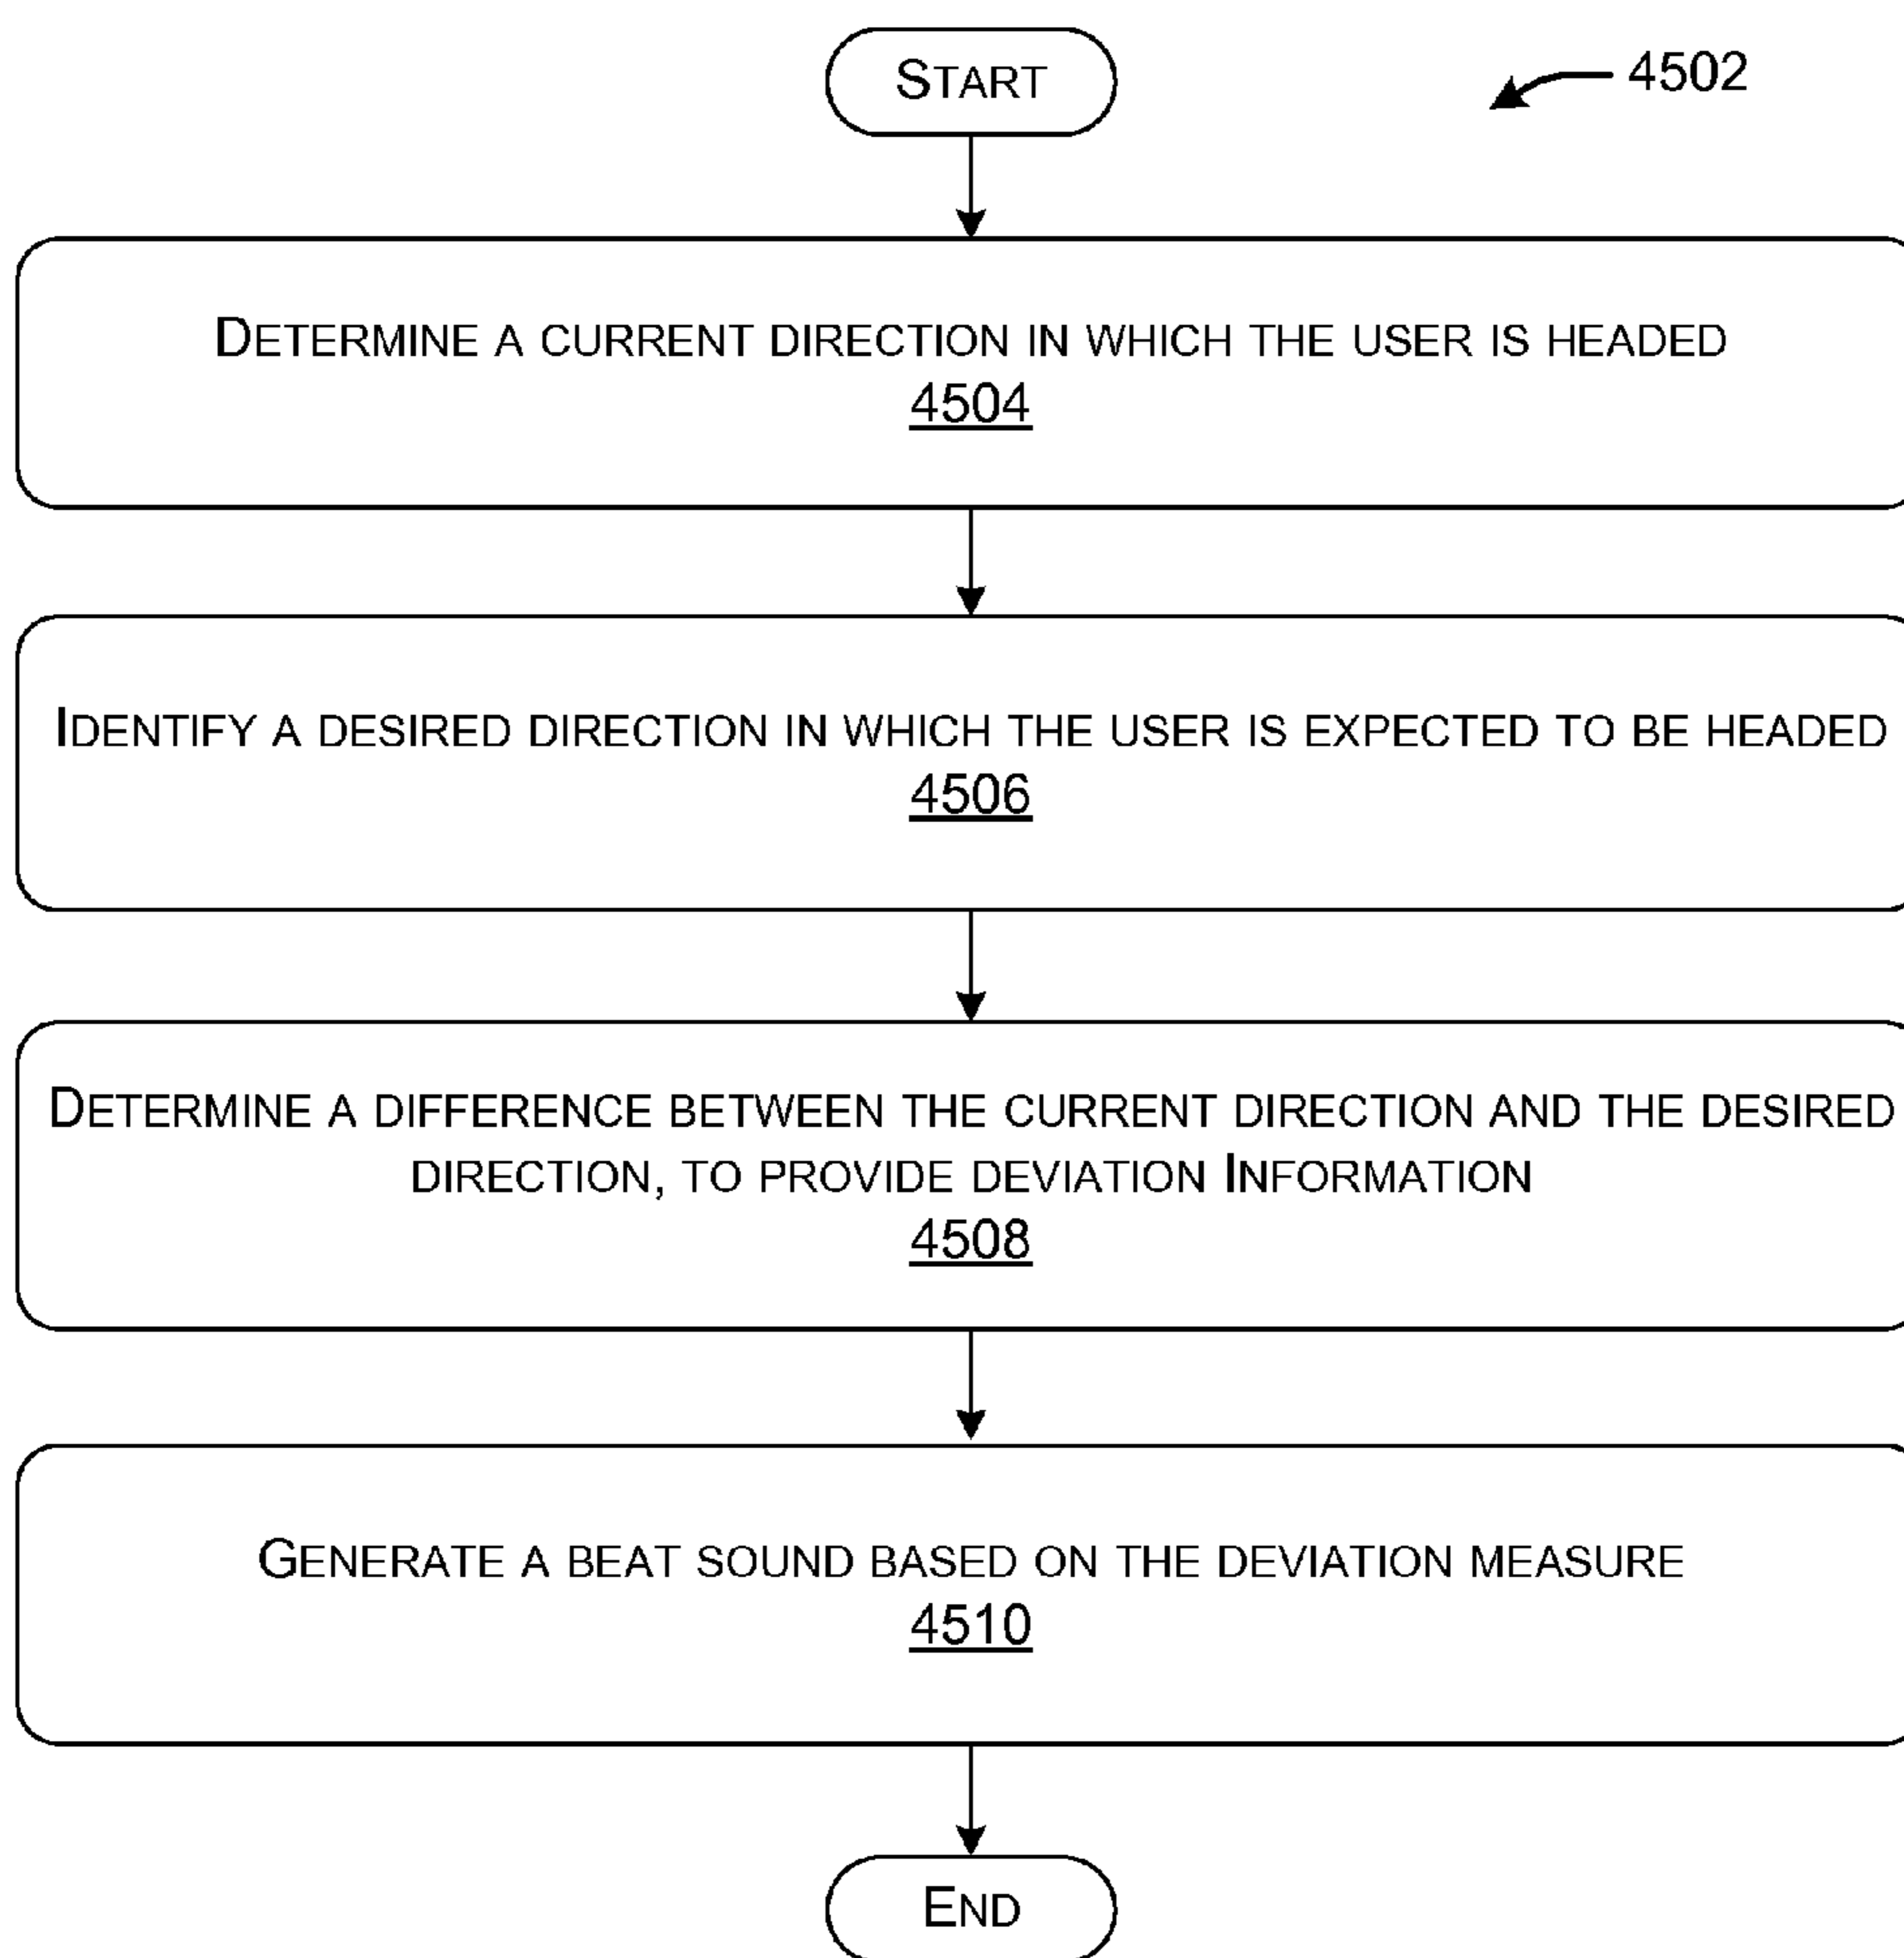 START
4502
DETERMINE A CURRENT DIRECTION IN WHICH THE USER IS HEADED
4504
IDENTIFY A DESIRED DIRECTION IN WHICH THE USER IS EXPECTED TO BE HEADED
4506
DETERMINE A DIFFERENCE BETWEEN THE CURRENT DIRECTION AND THE DESIRED
DIRECTION, TO PROVIDE DEVIATION INFORMATION
4508
GENERATE A BEAT SOUND BASED ON THE DEVIATION MEASURE
4510
END